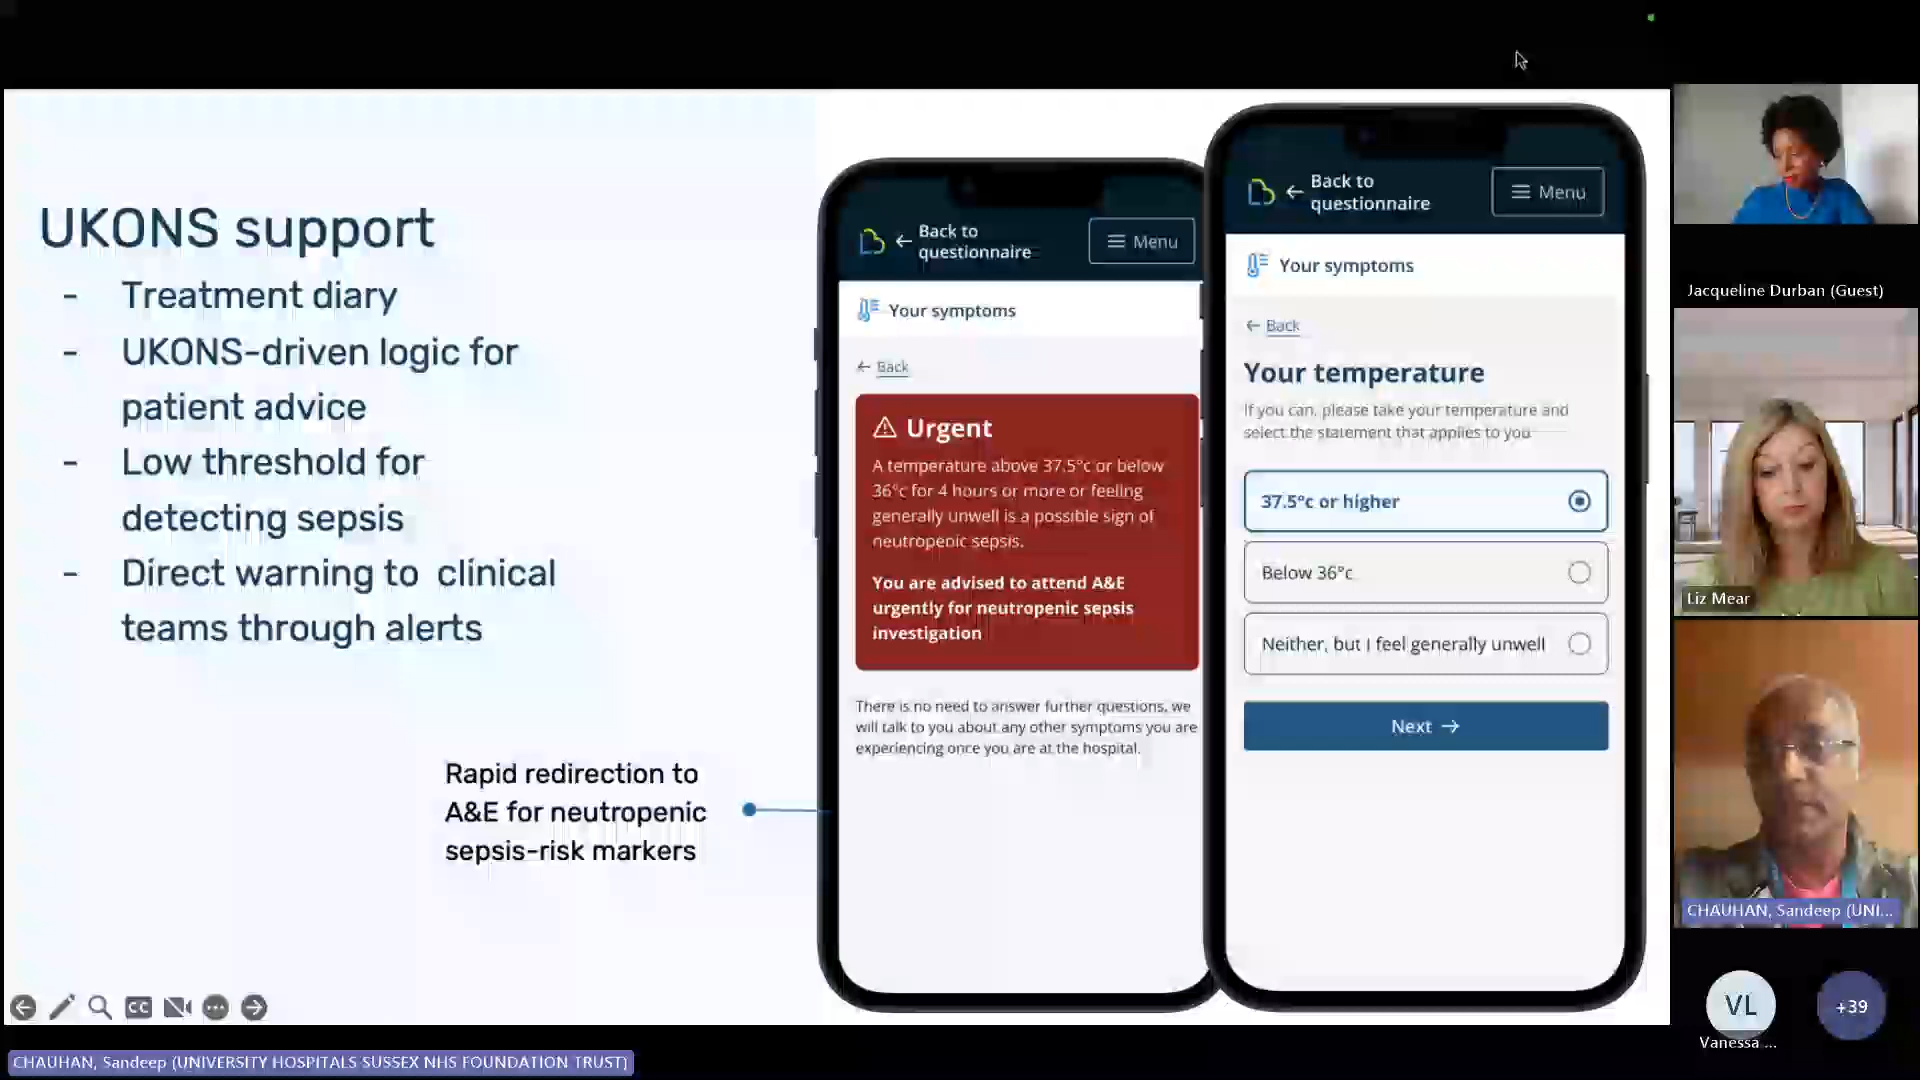 UKONS support
- Treatment diary
- UKONS-driven logic for
patient advice
- Low threshold for
detecting sepsis
- Direct warning to clinical
teams through alerts
Rapid redirection to
A&E for neutropenic
sepsis-risk markers
← Back to
questionnaire
Menu
Your symptoms
← Back
Urgent
A temperature above 37.5°c or below
36°c for 4 hours or more or feeling
generally unwell is a possible sign of
neutropenic sepsis.
You are advised to attend A&E
urgently for neutropenic sepsis
investigation
There is no need to answer further questions, we
will talk to you about any other symptoms you are
experiencing once you are at the hospital.
← Back to
questionnaire
Menu
Your symptoms
← Back
Your temperature
If you can, please take your temperature and
select the statement that applies to you
37.5°c or higher
Below 36°c
Neither, but I feel generally unwell
Next →
Jacqueline Durban (Guest)
Liz Mear
CHAUHAN, Sandeep (UNI...
VL
Vanessa ...
+39
CC
CHAUHAN, Sandeep (UNIVERSITY HOSPITALS SUSSEX NHS FOUNDATION TRUST)